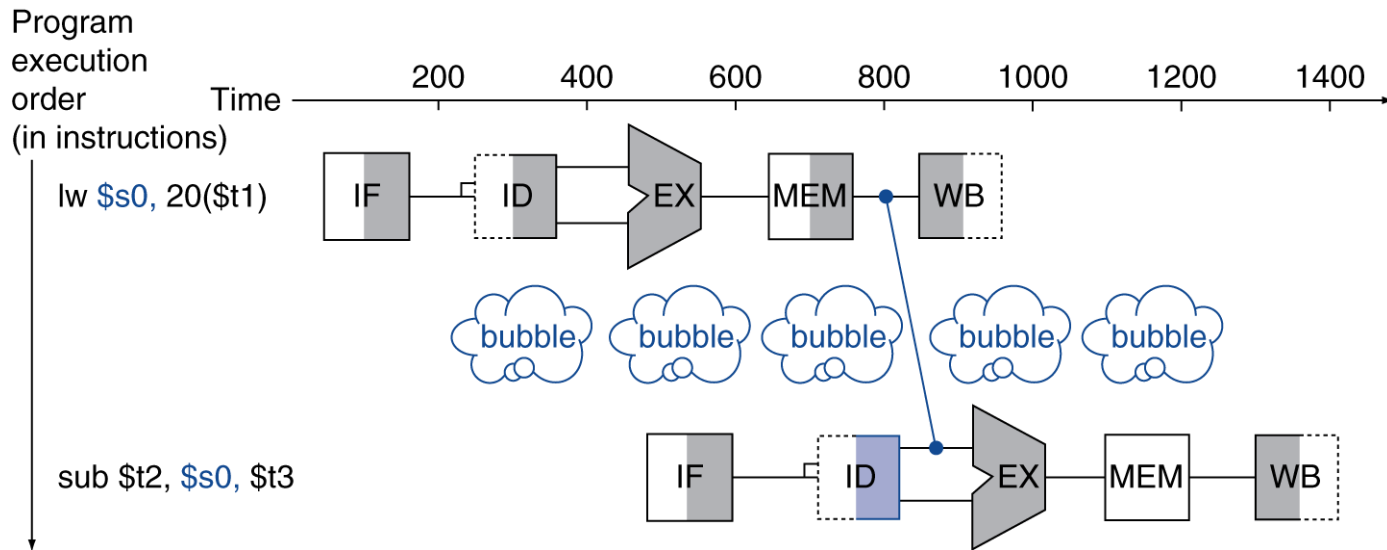 Program
execution
order
(in instructions)
Time
200 400 600 800 1000 1200 1400
lw $s0, 20($t1)
IF ID EX MEM WB
bubble bubble bubble bubble bubble
sub $t2, $s0, $t3
IF ID EX MEM WB